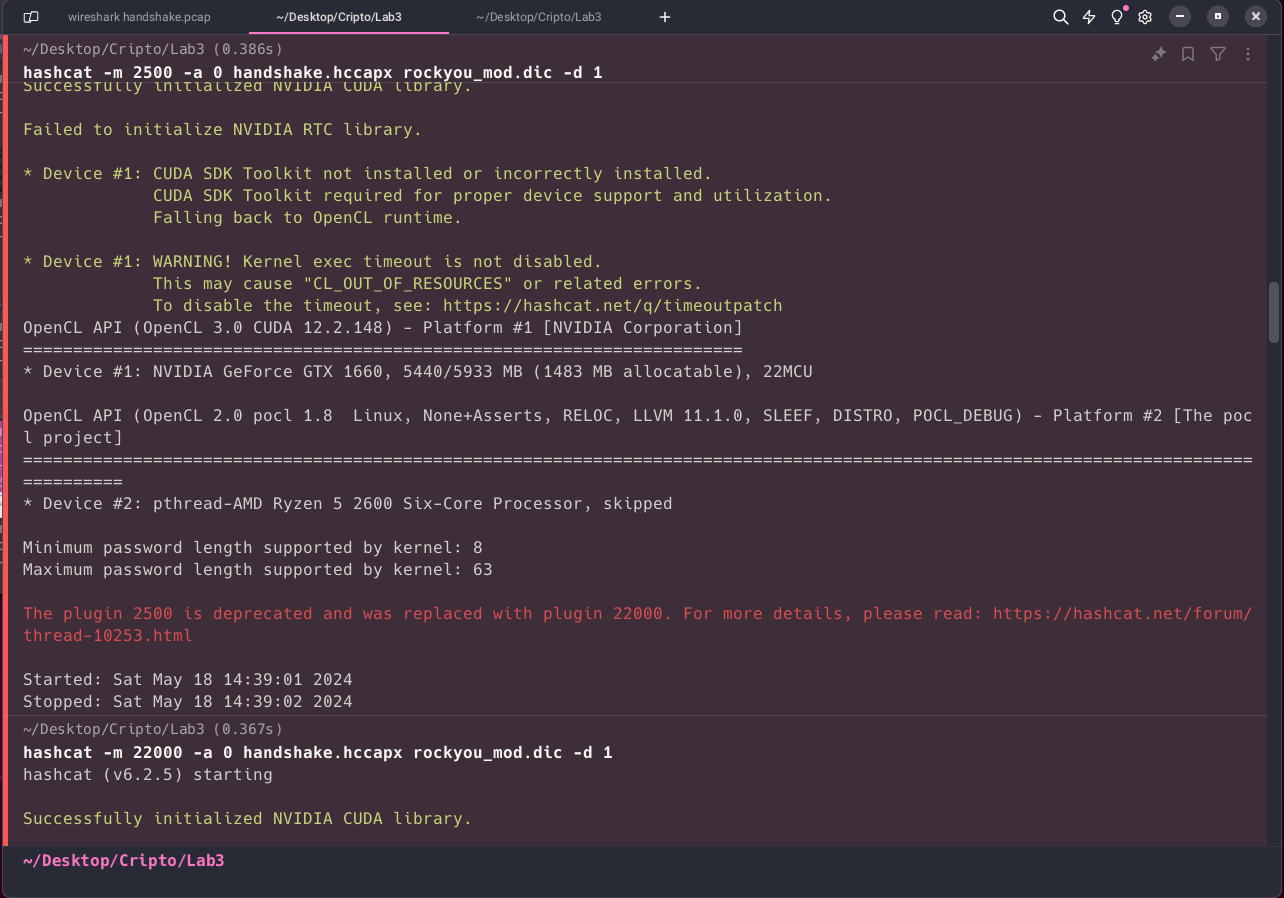 wireshark handshake.pcap ~/Desktop/Cripto/Lab3 ~/Desktop/Cripto/Lab3 +
~/Desktop/Cripto/Lab3 (0.386s)
hashcat -m 2500 -a 0 handshake.hccapx rockyou_mod.dic -d 1
Successfully initialized NVIDIA CUDA library.
Failed to initialize NVIDIA RTC library.
* Device #1: CUDA SDK Toolkit not installed or incorrectly installed.
CUDA SDK Toolkit required for proper device support and utilization.
Falling back to OpenCL runtime.
* Device #1: WARNING! Kernel exec timeout is not disabled.
This may cause "CL_OUT_OF_RESOURCES" or related errors.
To disable the timeout, see: https://hashcat.net/q/timeoutpatch
OpenCL API (OpenCL 3.0 CUDA 12.2.148) - Platform #1 [NVIDIA Corporation]
========================================================================
* Device #1: NVIDIA GeForce GTX 1660, 5440/5933 MB (1483 MB allocatable), 22MCU
OpenCL API (OpenCL 2.0 pocl 1.8  Linux, None+Asserts, RELOC, LLVM 11.1.0, SLEEF, DISTRO, POCL_DEBUG) - Platform #2 [The poc
l project]
===========================================================================================================================
==========
* Device #2: pthread-AMD Ryzen 5 2600 Six-Core Processor, skipped
Minimum password length supported by kernel: 8
Maximum password length supported by kernel: 63
The plugin 2500 is deprecated and was replaced with plugin 22000. For more details, please read: https://hashcat.net/forum/
thread-10253.html
Started: Sat May 18 14:39:01 2024
Stopped: Sat May 18 14:39:02 2024
~/Desktop/Cripto/Lab3 (0.367s)
hashcat -m 22000 -a 0 handshake.hccapx rockyou_mod.dic -d 1
hashcat (v6.2.5) starting
Successfully initialized NVIDIA CUDA library.
~/Desktop/Cripto/Lab3